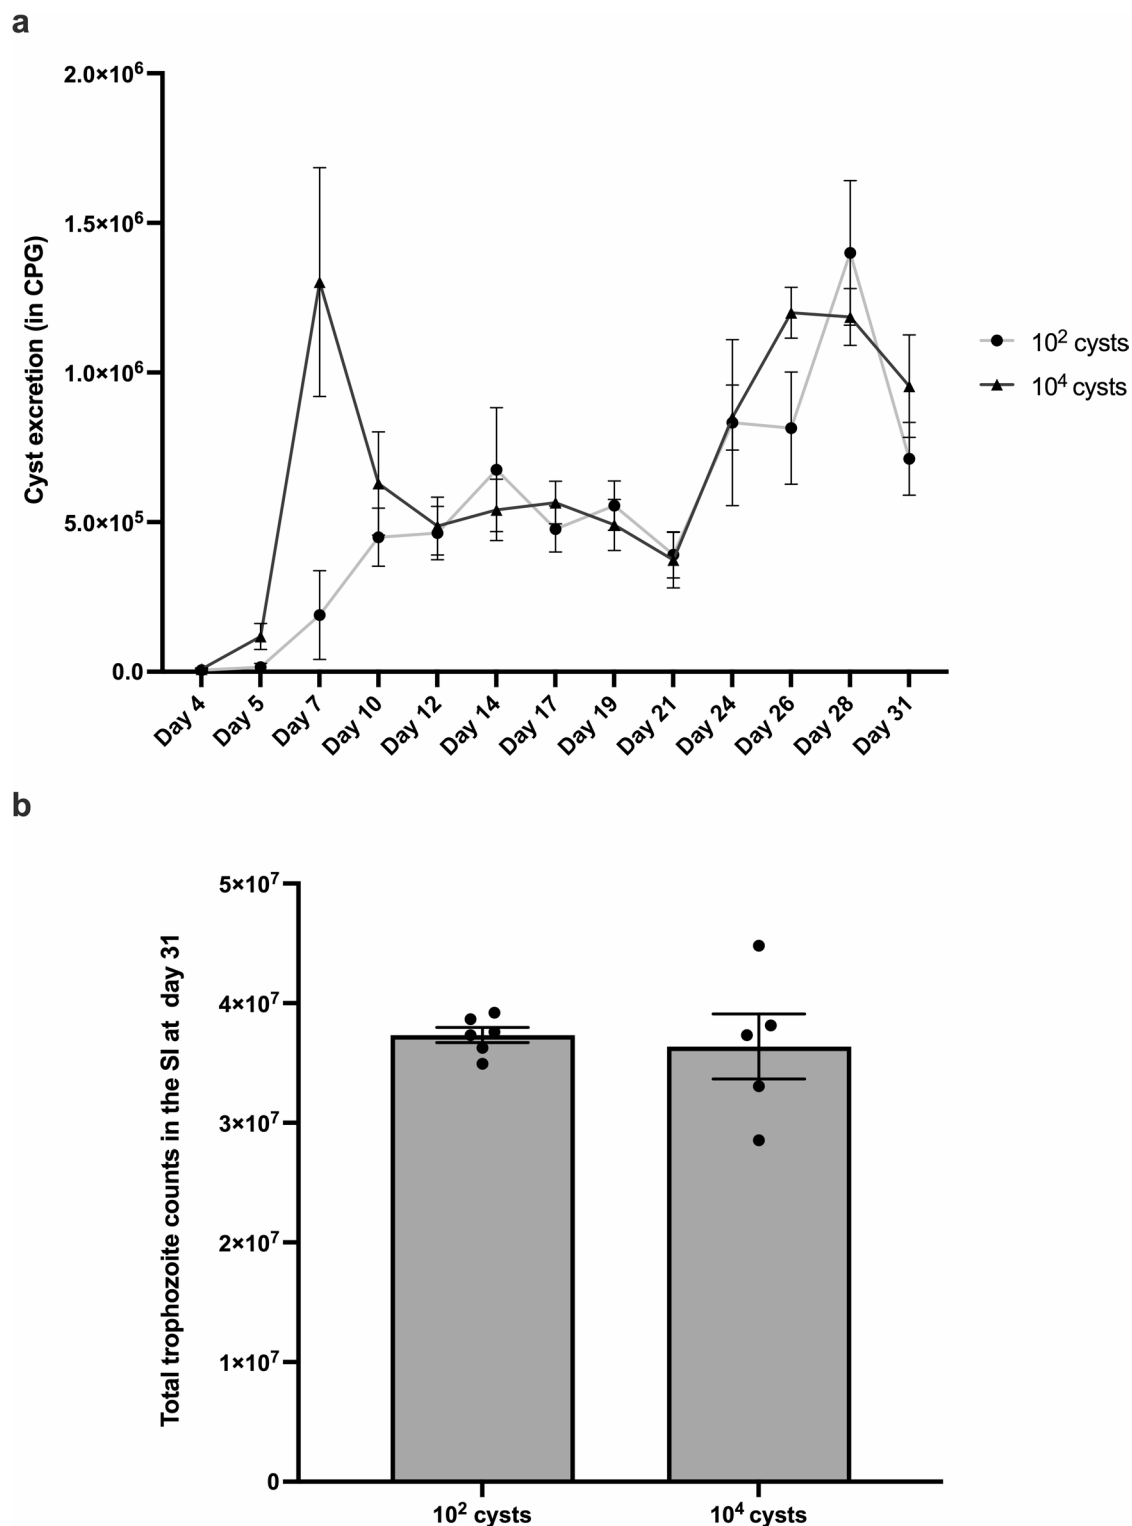 a
Cyst excretion (in CPG)
2.0×10⁶
1.5×10⁶
1.0×10⁶
5.0×10⁵
0.0
Day 4
Day 5
Day 7
Day 10
Day 12
Day 14
Day 17
Day 19
Day 21
Day 24
Day 26
Day 28
Day 31
10² cysts
10⁴ cysts
b
Total trophozoite counts in the SI at day 31
5×10⁷
4×10⁷
3×10⁷
2×10⁷
1×10⁷
0
10² cysts
10⁴ cysts